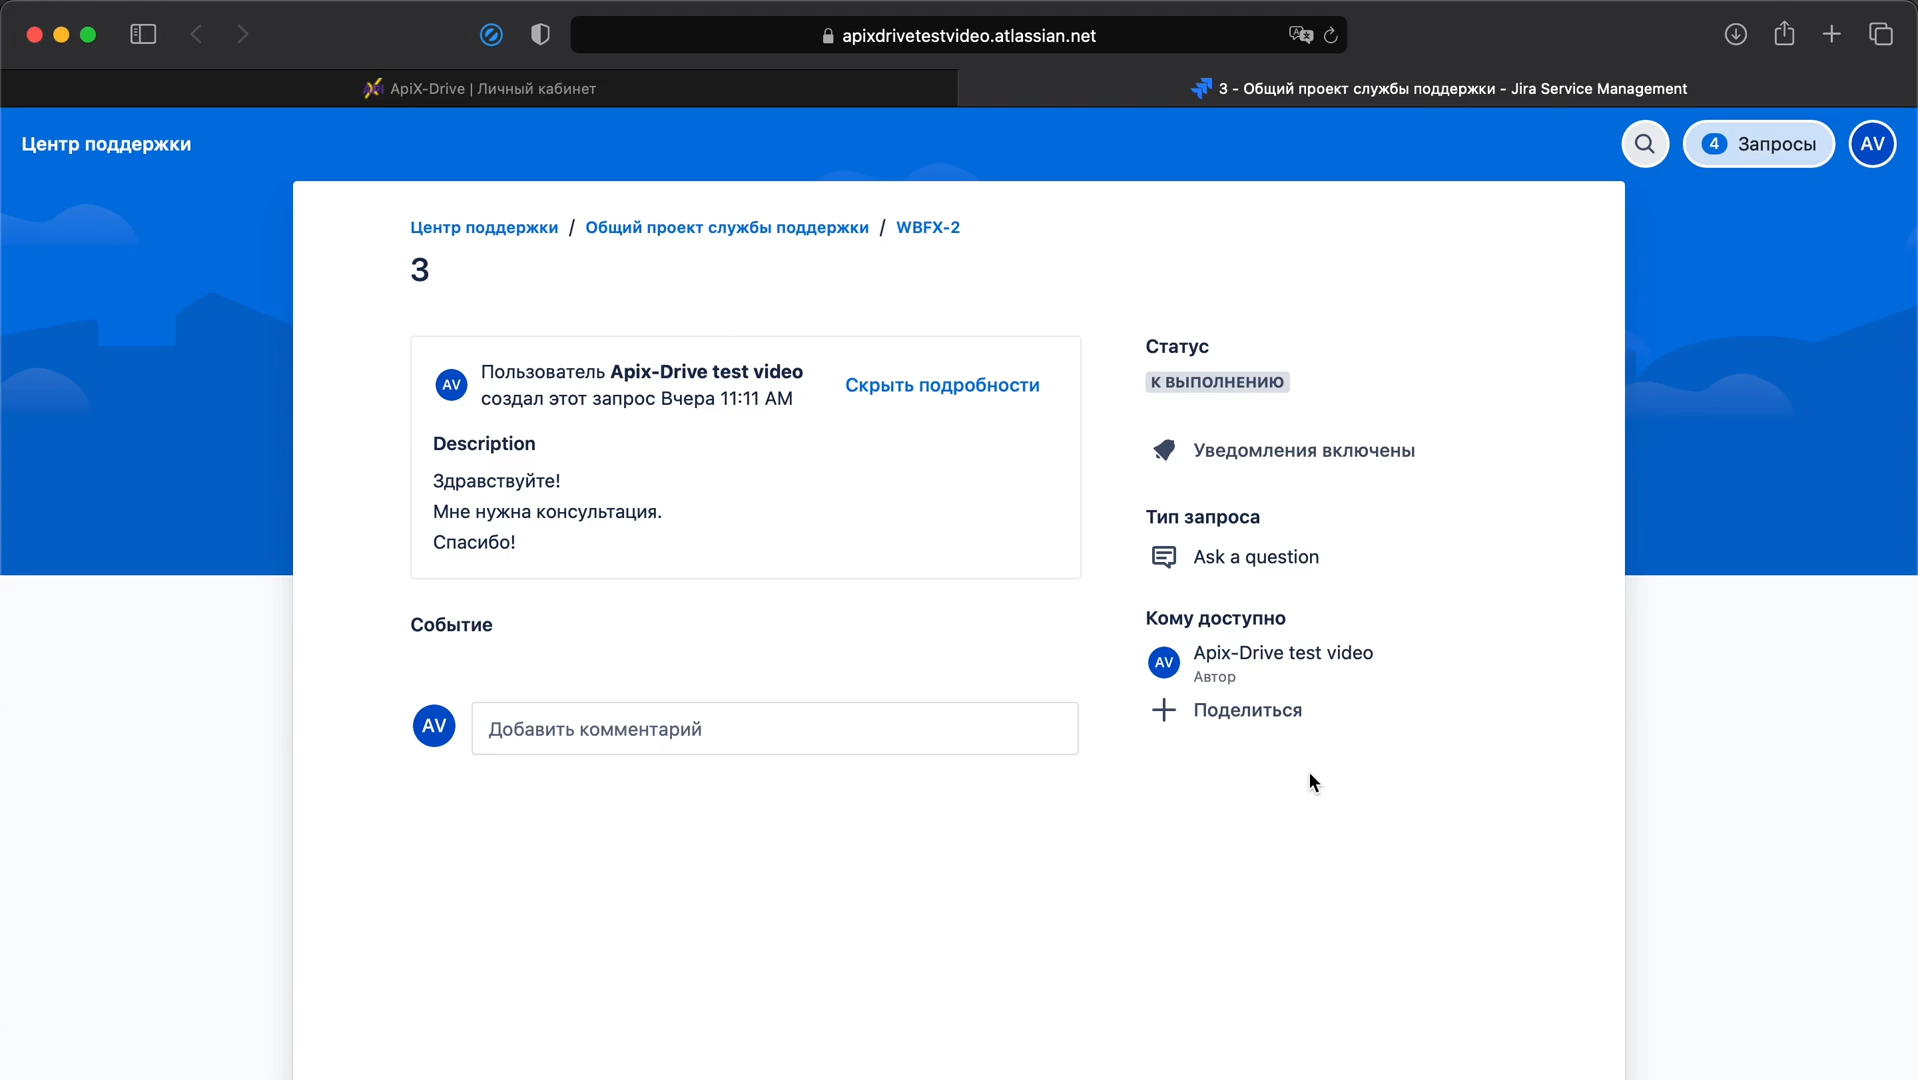 apixdrivetestvideo.atlassian.net
ApiX-Drive | Личный кабинет
3 - Общий проект службы поддержки - Jira Service Management
Центр поддержки
4 Запросы
AV
Центр поддержки / Общий проект службы поддержки / WBFX-2
3
AV
Пользователь Apix-Drive test video
создал этот запрос Вчера 11:11 AM
Скрыть подробности
Description
Здравствуйте!
Мне нужна консультация.
Спасибо!
Событие
AV
Добавить комментарий
Статус
К ВЫПОЛНЕНИЮ
Уведомления включены
Тип запроса
Ask a question
Кому доступно
AV
Apix-Drive test video
Автор
Поделиться